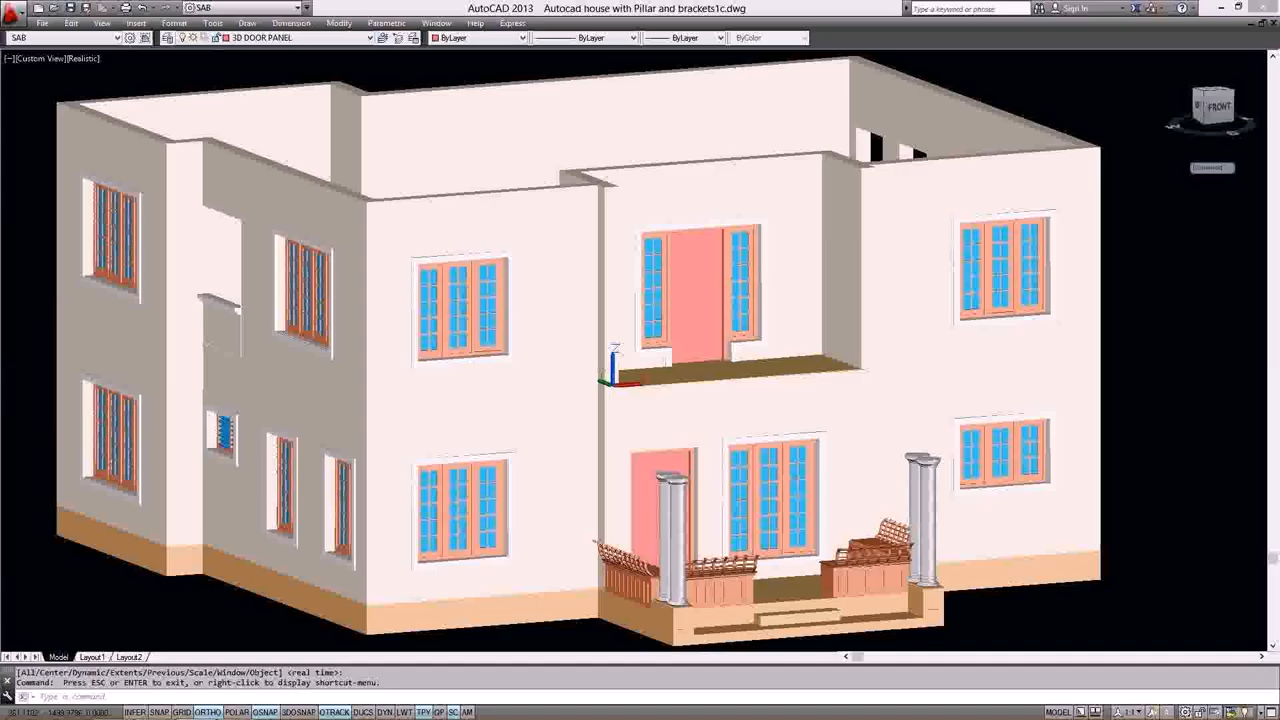 SAB
AutoCAD 2013 Autocad house with Pillar and brackets1c.dwg
Type a keyword or phrase
Sign In
File Edit View Insert Format Tools Draw Dimension Modify Parametric Window Help Express
SAB
3D DOOR PANEL
ByLayer
ByLayer
ByLayer
ByColor
[−][Custom View][Realistic]
FRONT
Model Layout1 Layout2
[All/Center/Dynamic/Extents/Previous/Scale/Window/Object] <real time>:
Command: Press ESC or ENTER to exit, or right-click to display shortcut-menu.
Type a command
INFER SNAP GRID ORTHO POLAR OSNAP 3DOSNAP OTRACK DUCS DYN LWT TPY QP SC AM
MODEL
1:1